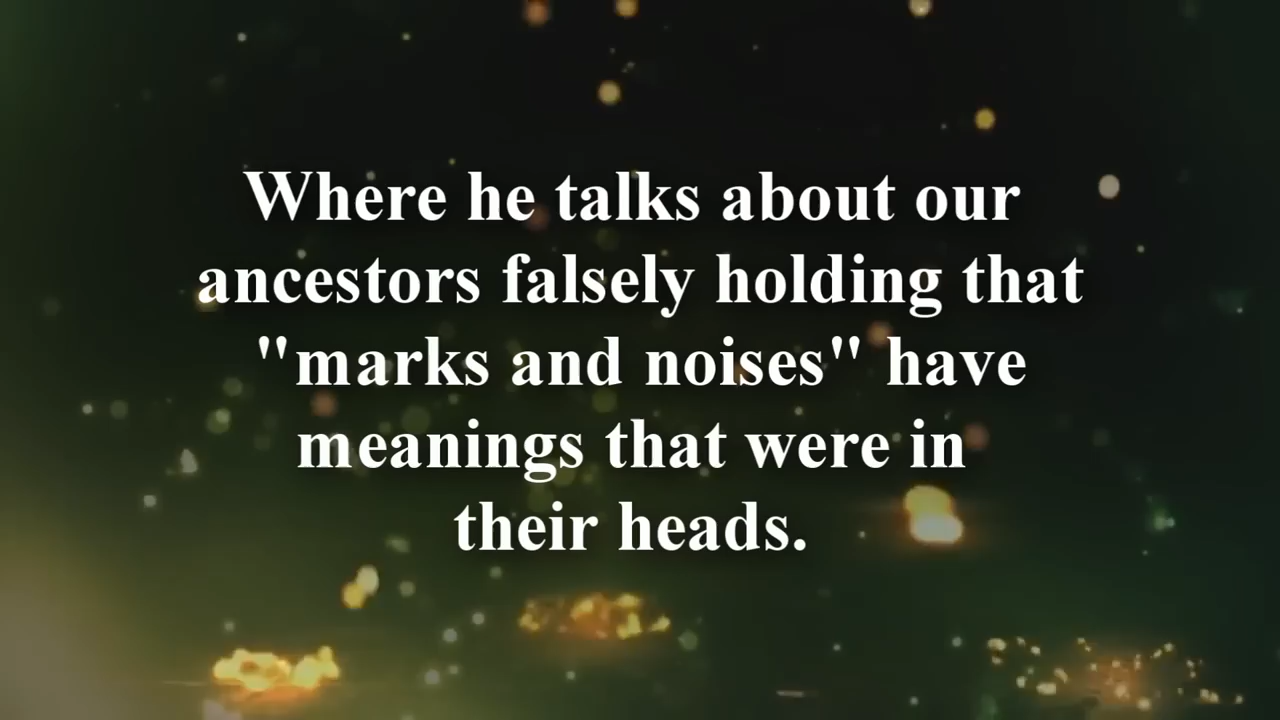 Where he talks about our
ancestors falsely holding that
"marks and noises" have
meanings that were in
their heads.